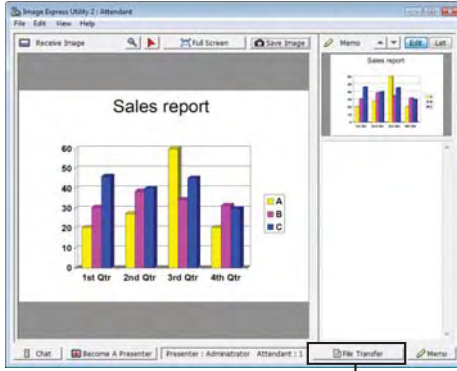 Image Express Utility 2 : Attendant
File Edit View Help
Receive Image Full Screen Save Image Memo Edit List
Sales report
Sales report
60
50
40
30
20
10
0
1st Qtr 2nd Qtr 3rd Qtr 4th Qtr
A
B
C
Chat Become A Presenter Presenter : Administrator Attendant : 1 File Transfer Memo